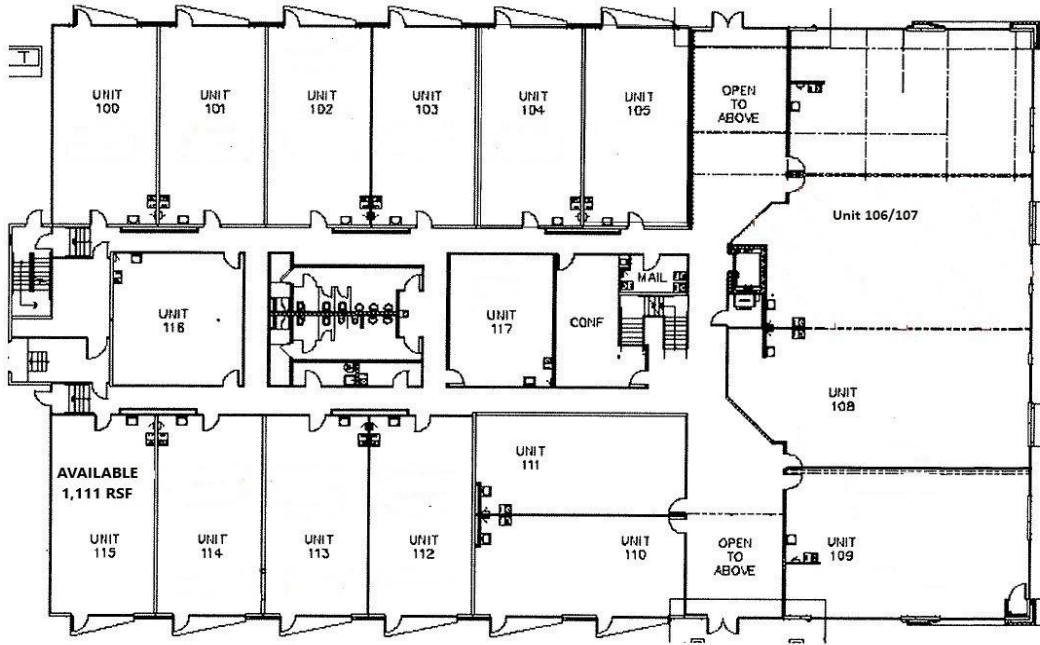 T
UNIT
100
UNIT
101
UNIT
102
UNIT
103
UNIT
104
UNIT
105
OPEN
TO
ABOVE
Unit 106/107
UNIT
116
UNIT
117
CONF
MAIL
UNIT
108
AVAILABLE
1,111 RSF
UNIT
115
UNIT
114
UNIT
113
UNIT
112
UNIT
111
UNIT
110
OPEN
TO
ABOVE
UNIT
109